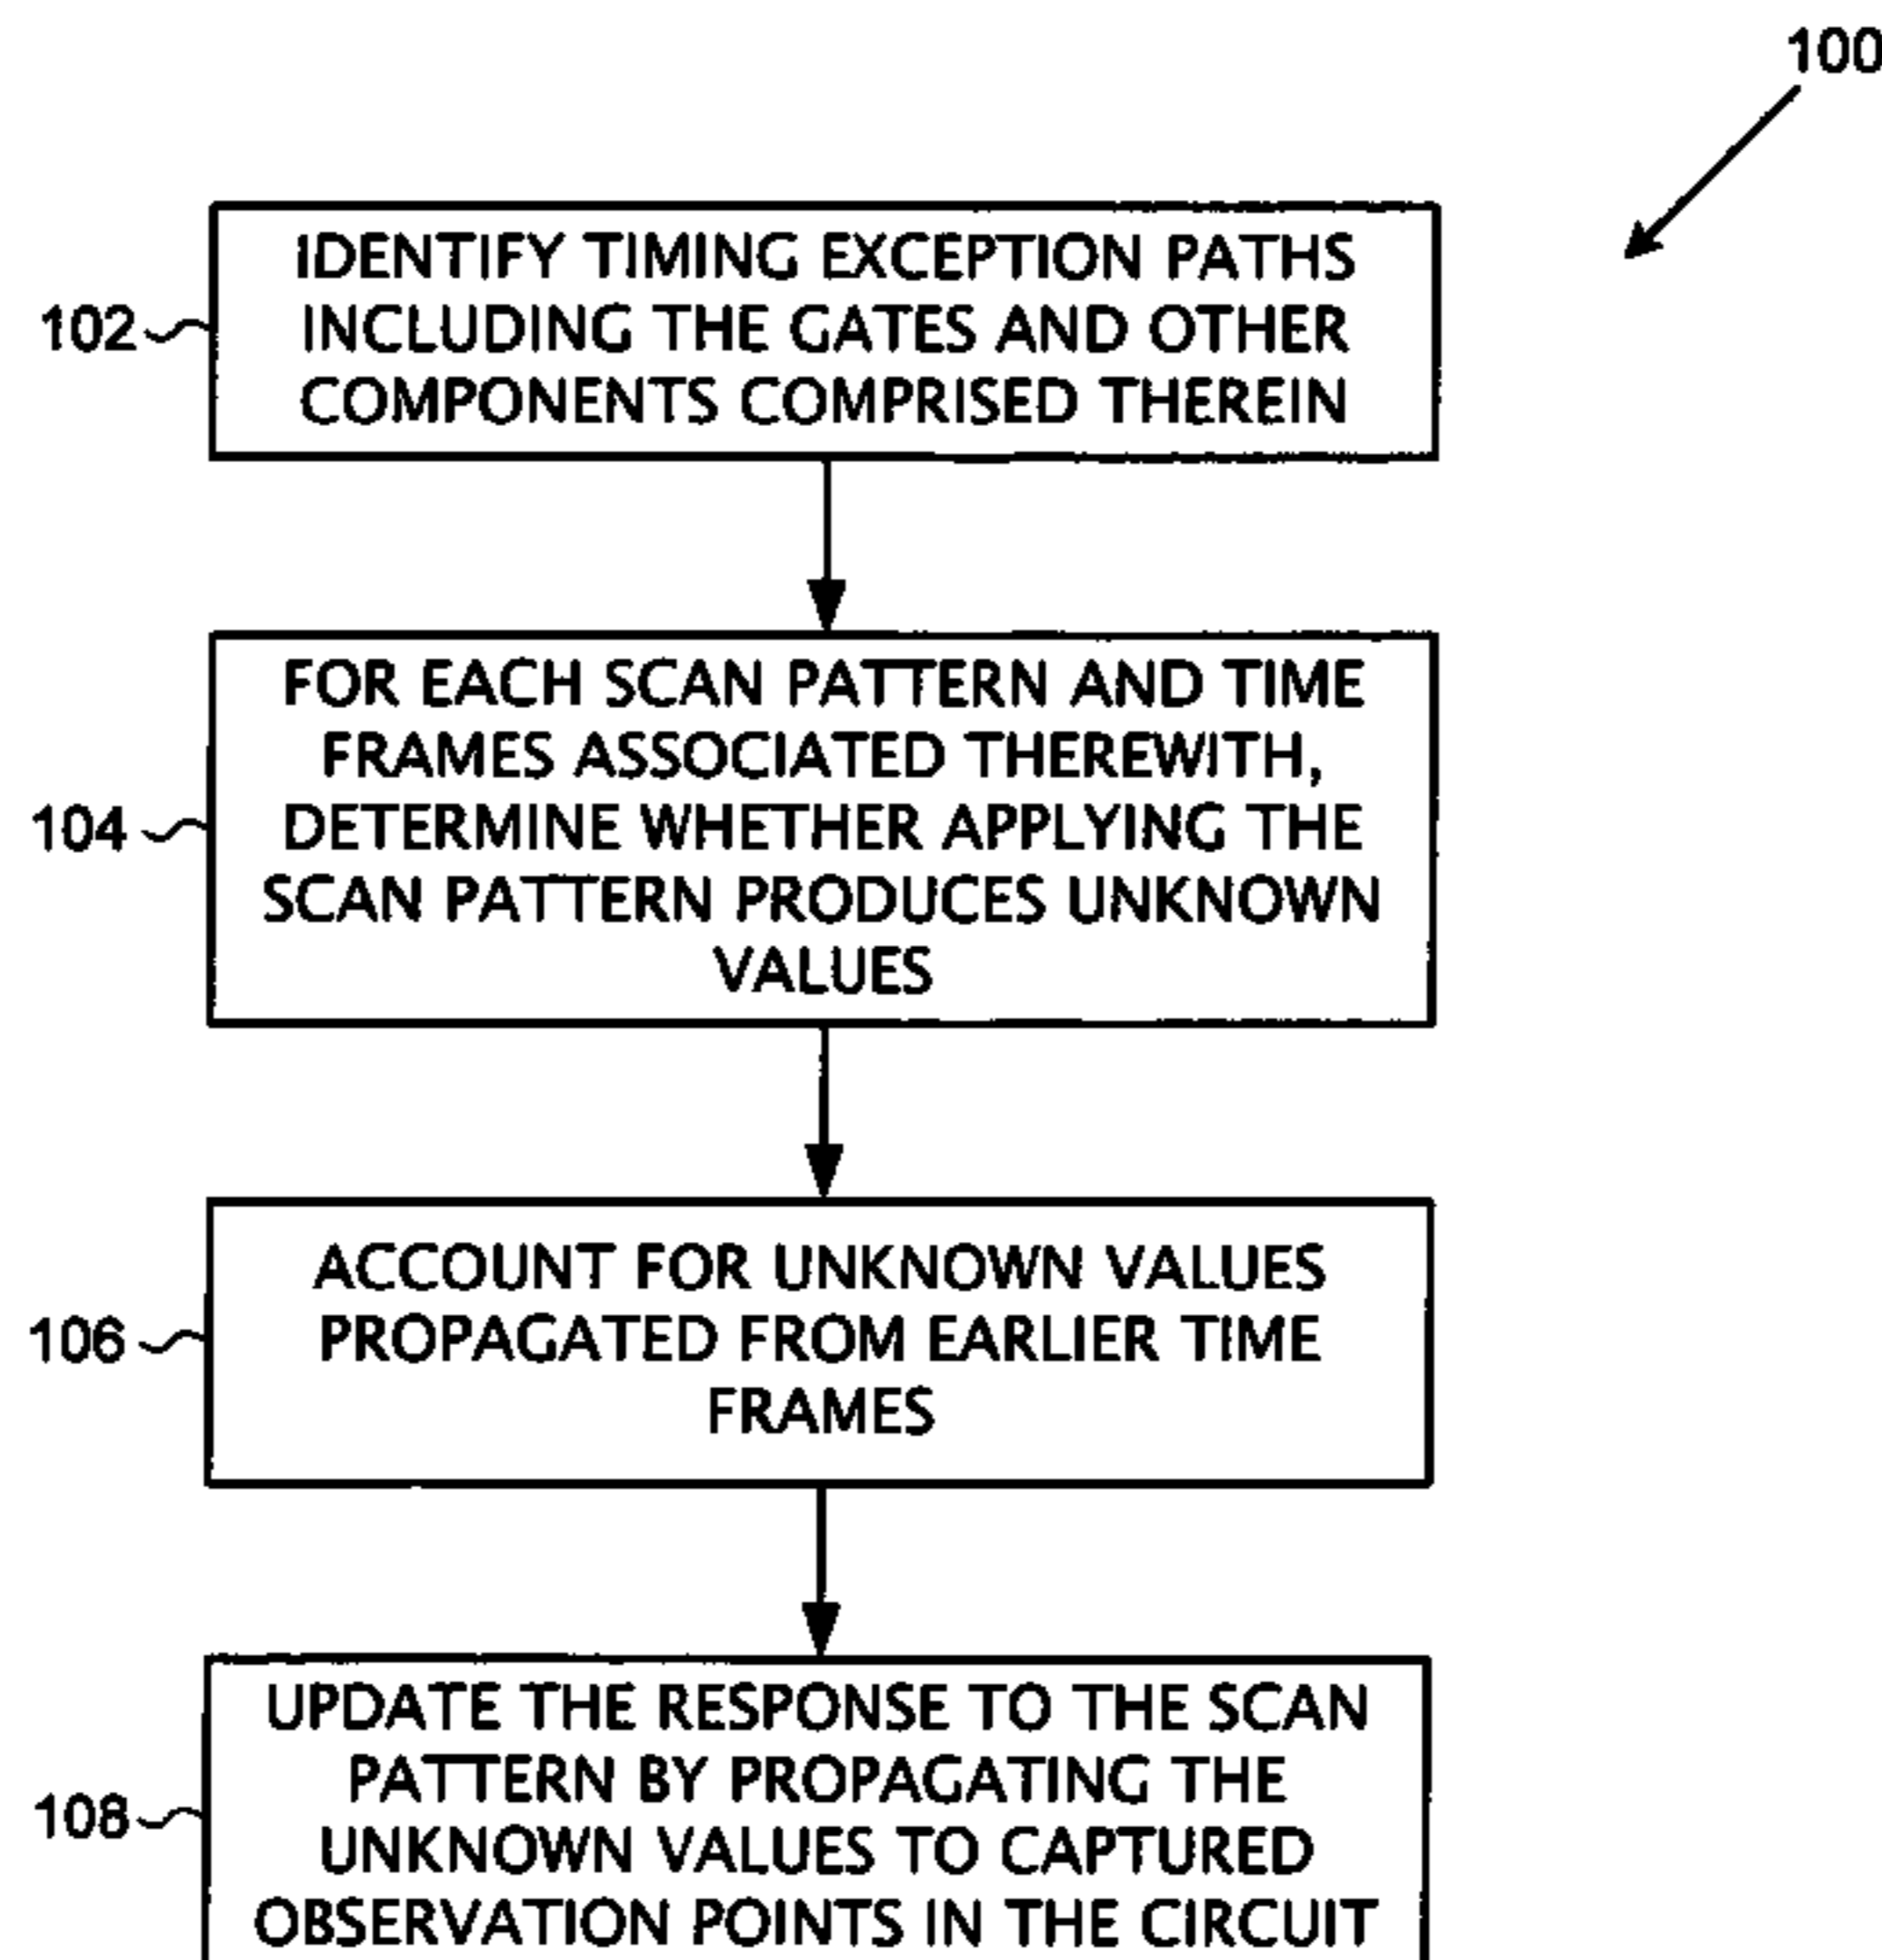 100
IDENTIFY TIMING EXCEPTION PATHS
INCLUDING THE GATES AND OTHER
COMPONENTS COMPRISED THEREIN
102
FOR EACH SCAN PATTERN AND TIME
FRAMES ASSOCIATED THEREWITH,
DETERMINE WHETHER APPLYING THE
SCAN PATTERN PRODUCES UNKNOWN
VALUES
104
ACCOUNT FOR UNKNOWN VALUES
PROPAGATED FROM EARLIER TIME
FRAMES
106
UPDATE THE RESPONSE TO THE SCAN
PATTERN BY PROPAGATING THE
UNKNOWN VALUES TO CAPTURED
OBSERVATION POINTS IN THE CIRCUIT
108